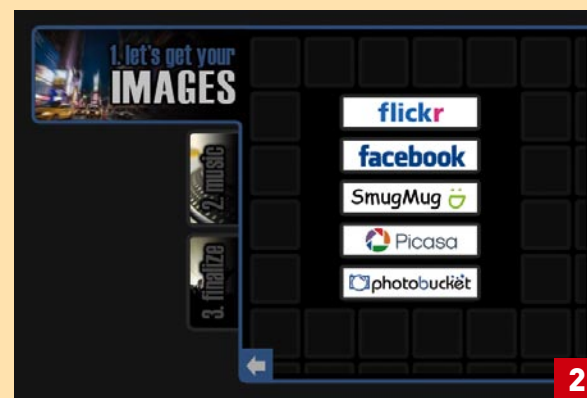 1. let's get your
IMAGES
2. music
3. finalize
flickr
facebook
SmugMug
Picasa
photobucket
2